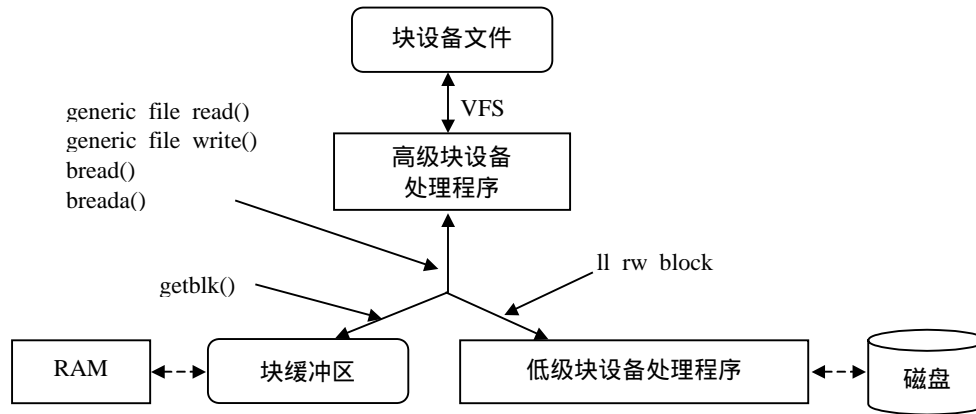 块设备文件
VFS
generic file read()
generic file write()
bread()
breada()
高级块设备
处理程序
ll rw block
getblk()
RAM
块缓冲区
低级块设备处理程序
磁盘